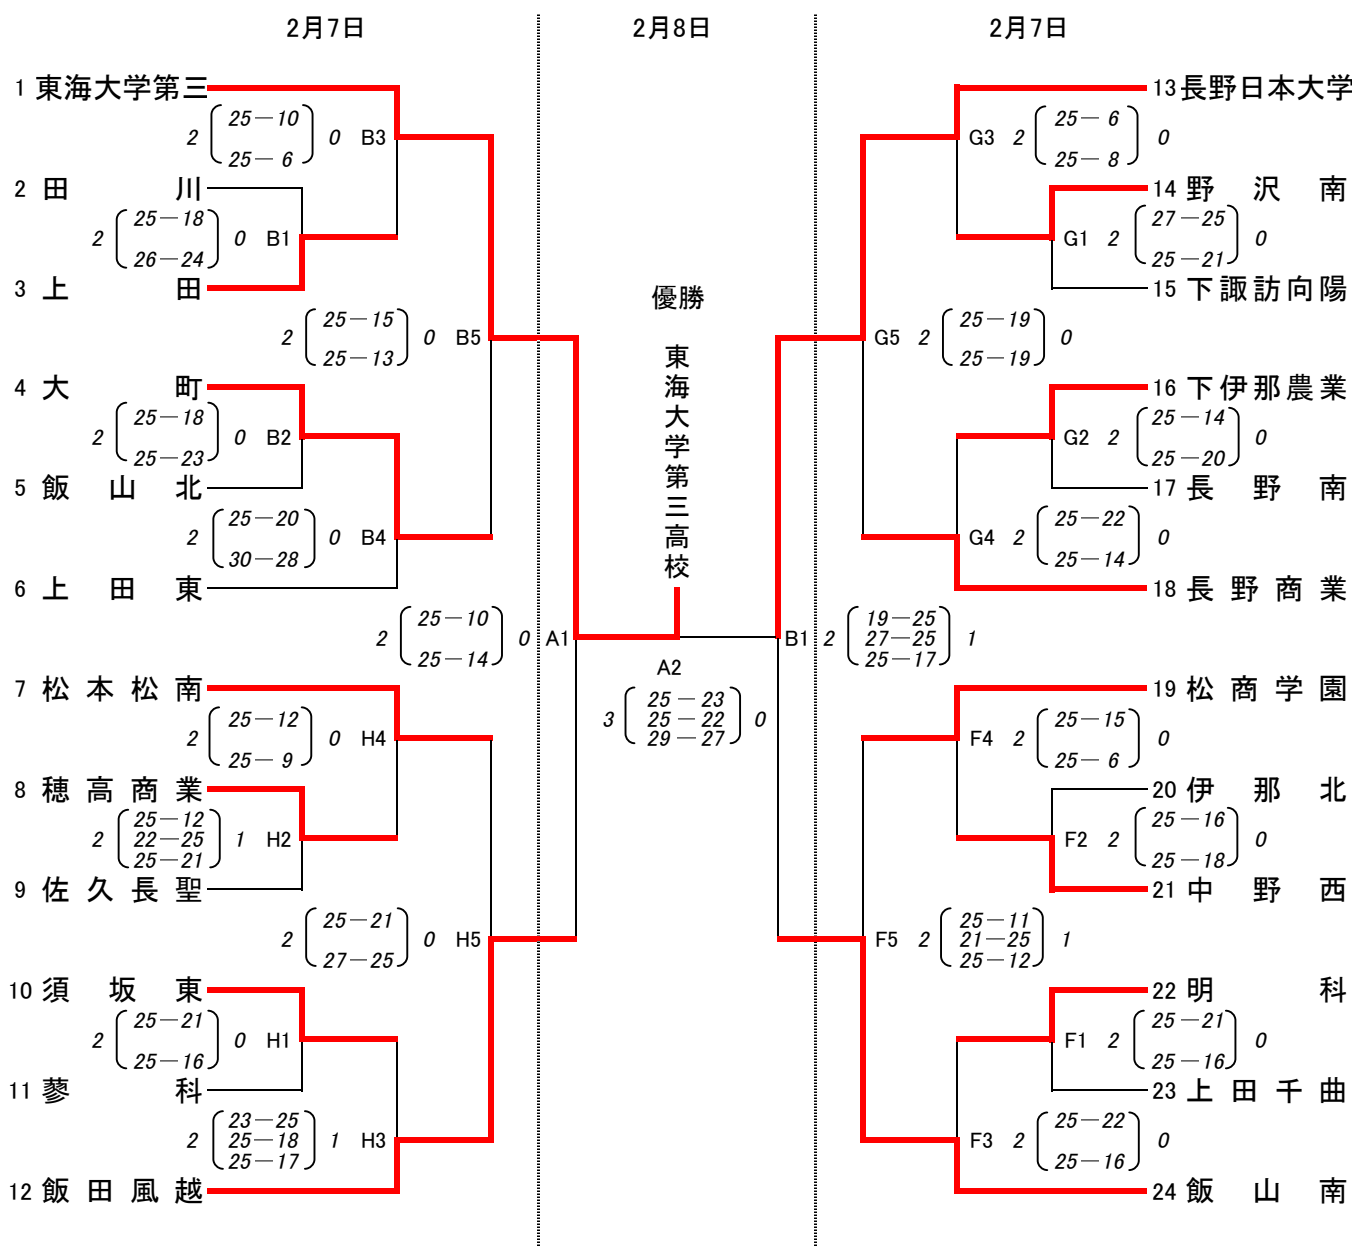 2月7日
2月8日
2月7日
1 東海大学第三
2 25－10 0 B3
25－6
2 田川
2 25－18 0 B1
26－24
3 上田
2 25－15 0 B5
25－13
4 大町
2 25－18 0 B2
25－23
5 飯山北
2 25－20 0 B4
30－28
6 上田東
2 25－10 0 A1
25－14
7 松本松南
2 25－12 0 H4
25－9
8 穂高商業
25－12
2 22－25 1 H2
25－21
9 佐久長聖
2 25－21 0 H5
27－25
10 須坂東
2 25－21 0 H1
25－16
11 蓼科
23－25
2 25－18 1 H3
25－17
12 飯田風越
優勝
東海大学第三高校
A2
25－23
3 25－22 0
29－27
13 長野日本大学
G3 2 25－6 0
25－8
14 野沢南
G1 2 27－25 0
25－21
15 下諏訪向陽
G5 2 25－19 0
25－19
16 下伊那農業
G2 2 25－14 0
25－20
17 長野南
G4 2 25－22 0
25－14
18 長野商業
19－25
B1 2 27－25 1
25－17
19 松商学園
F4 2 25－15 0
25－6
20 伊那北
F2 2 25－16 0
25－18
21 中野西
25－11
F5 2 21－25 1
25－12
22 明科
F1 2 25－21 0
25－16
23 上田千曲
F3 2 25－22 0
25－16
24 飯山南